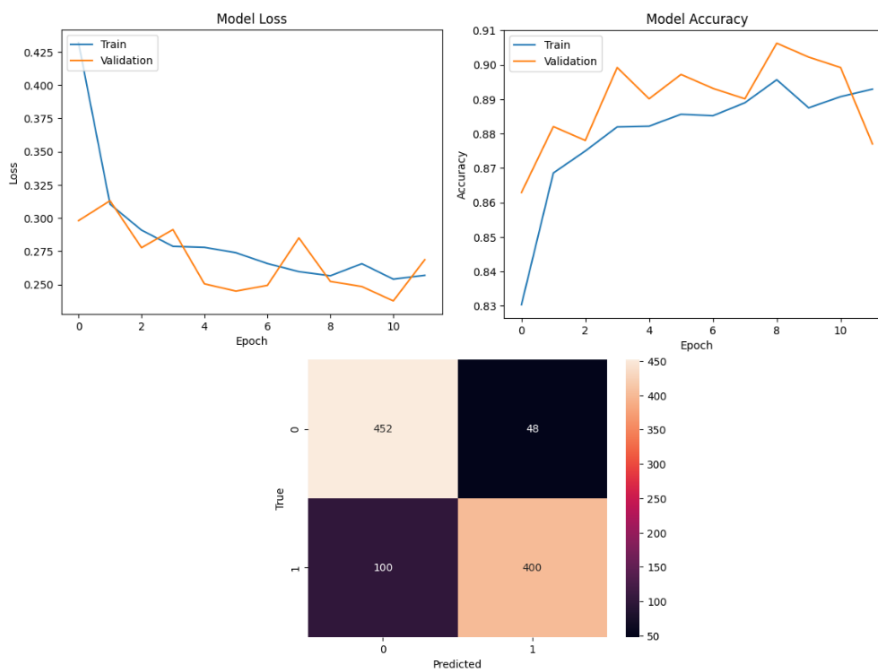 Model Loss
Train
Validation
0.425
0.400
0.375
0.350
0.325
0.300
0.275
0.250
Loss
0 2 4 6 8 10
Epoch
Model Accuracy
Train
Validation
0.91
0.90
0.89
0.88
0.87
0.86
0.85
0.84
0.83
Accuracy
0 2 4 6 8 10
Epoch
452 48
100 400
0
1
True
0 1
Predicted
450
400
350
300
250
200
150
100
50